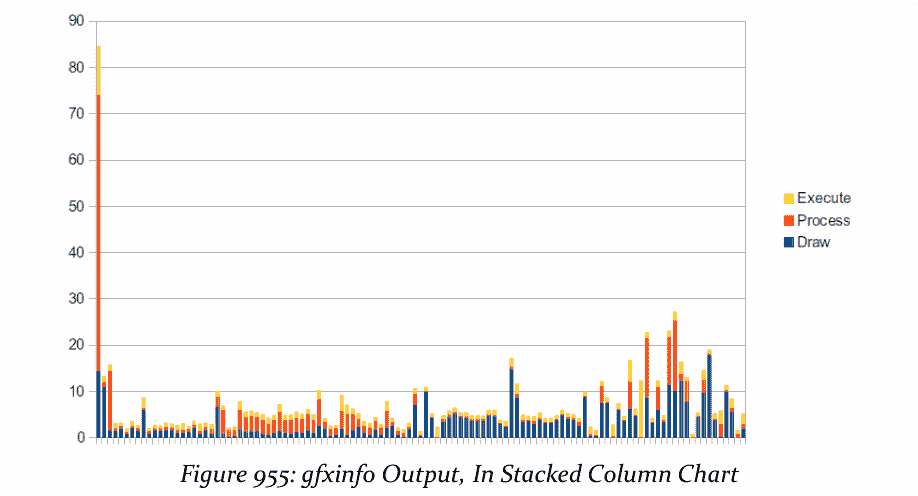 90
80
70
60
50
40
30
20
10
0
Execute
Process
Draw
Figure 955: gfxinfo Output, In Stacked Column Chart